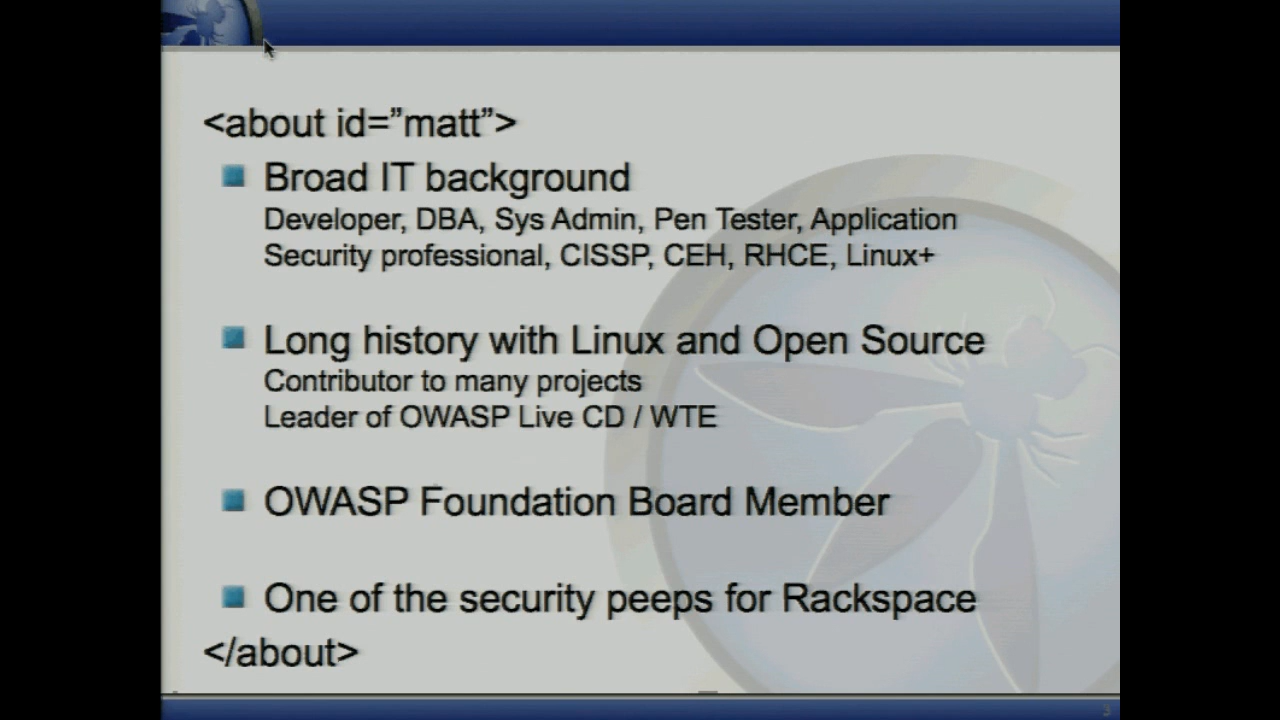 <about id=”matt”>
Broad IT background
Developer, DBA, Sys Admin, Pen Tester, Application
Security professional, CISSP, CEH, RHCE, Linux+
Long history with Linux and Open Source
Contributor to many projects
Leader of OWASP Live CD / WTE
OWASP Foundation Board Member
One of the security peeps for Rackspace
</about>
3